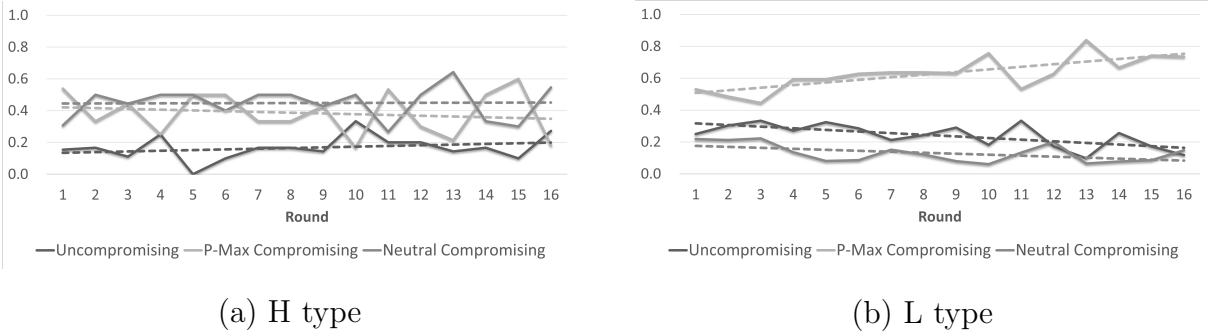 1.0
0.8
0.6
0.4
0.2
0.0
1 2 3 4 5 6 7 8 9 10 11 12 13 14 15 16
Round
Uncompromising P-Max Compromising Neutral Compromising
(a) H type
1.0
0.8
0.6
0.4
0.2
0.0
1 2 3 4 5 6 7 8 9 10 11 12 13 14 15 16
Round
Uncompromising P-Max Compromising Neutral Compromising
(b) L type